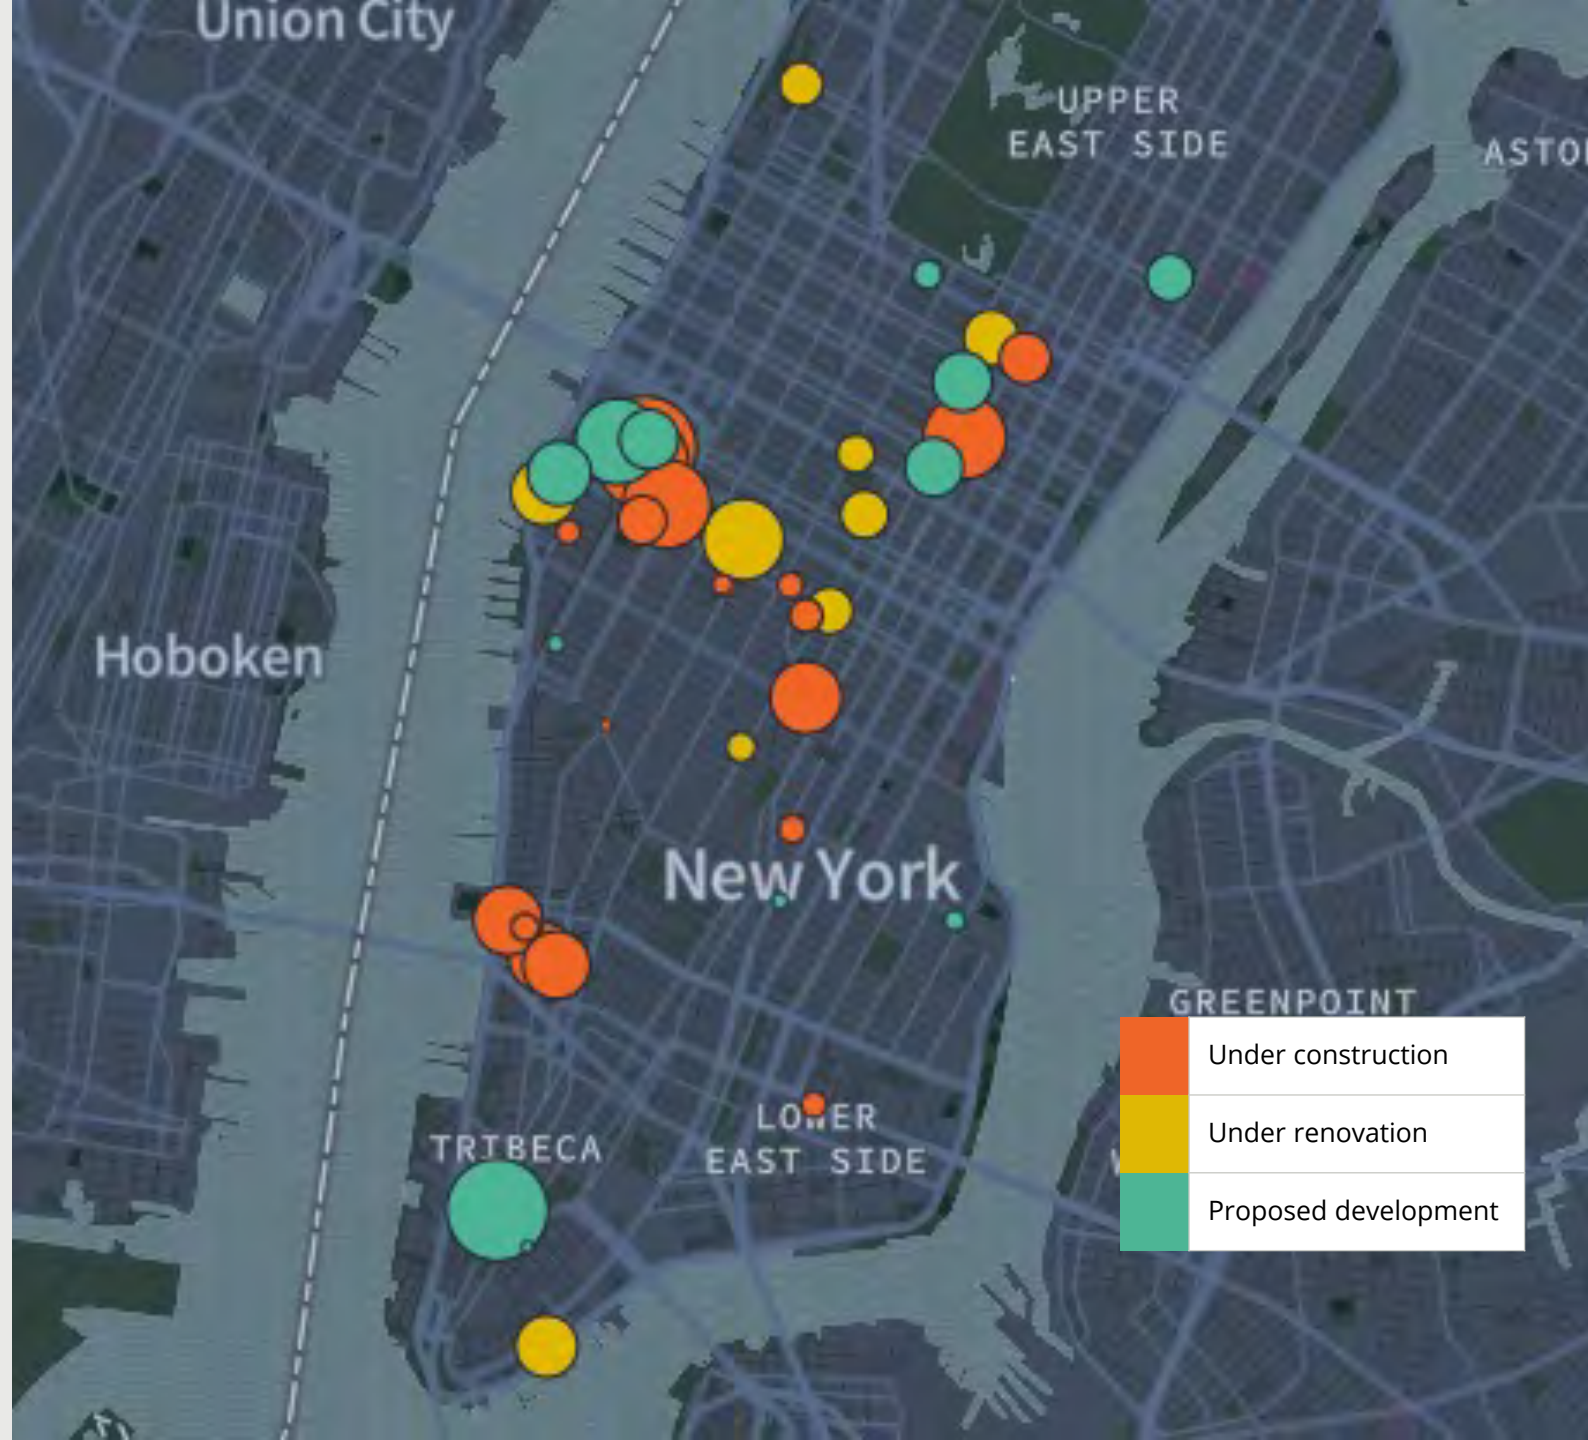 Union City
UPPER
EAST SIDE
Hoboken
New York
GREENPOINT
Under construction
Under renovation
Proposed development
LOWER
EAST SIDE
TRIBECA